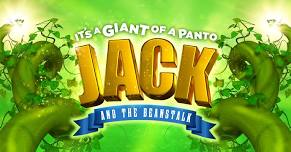 IT'S A GIANT OF A PANTO
JACK
AND THE BEANSTALK